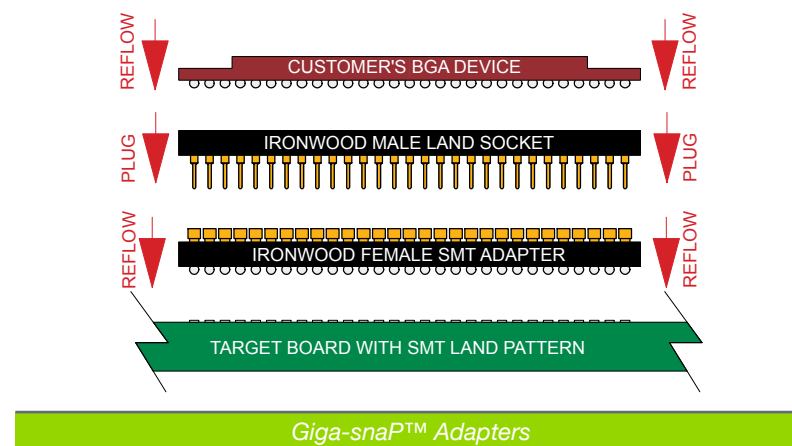 REFLOW
REFLOW
CUSTOMER'S BGA DEVICE
PLUG
PLUG
IRONWOOD MALE LAND SOCKET
REFLOW
REFLOW
IRONWOOD FEMALE SMT ADAPTER
TARGET BOARD WITH SMT LAND PATTERN
Giga-snaP™ Adapters